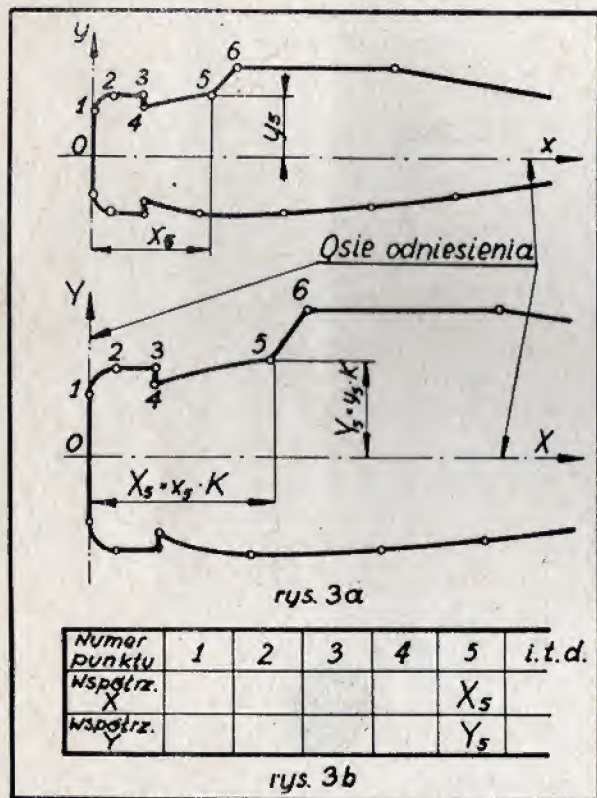 y
6
2 3
5
1
4
y5
0
x
x5
Osie odniesienia
Y
6
2 3
5
1
4
Y5=y5·K
0
X
X5=x5·K
rys. 3a
Numer punktu 1 2 3 4 5 i.t.d.
Współrz. X X5
Współrz. Y Y5
rys. 3b